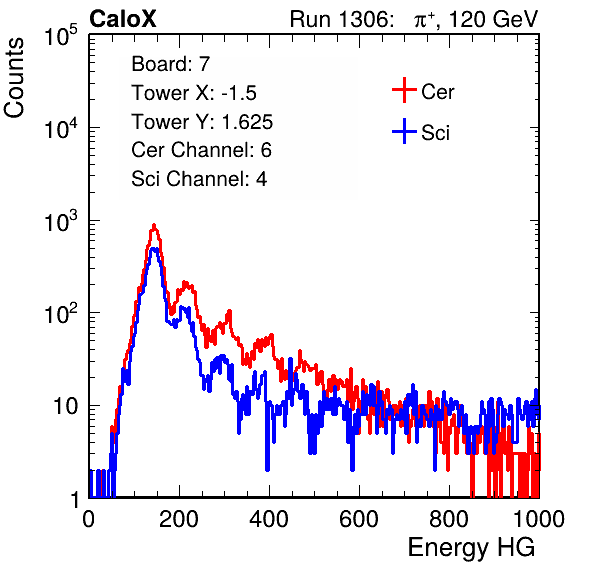 CaloX Run 1306: π⁺, 120 GeV
Counts
10⁵
10⁴
10³
10²
10
1
Board: 7
Tower X: -1.5
Tower Y: 1.625
Cer Channel: 6
Sci Channel: 4
Cer
Sci
0 200 400 600 800 1000
Energy HG